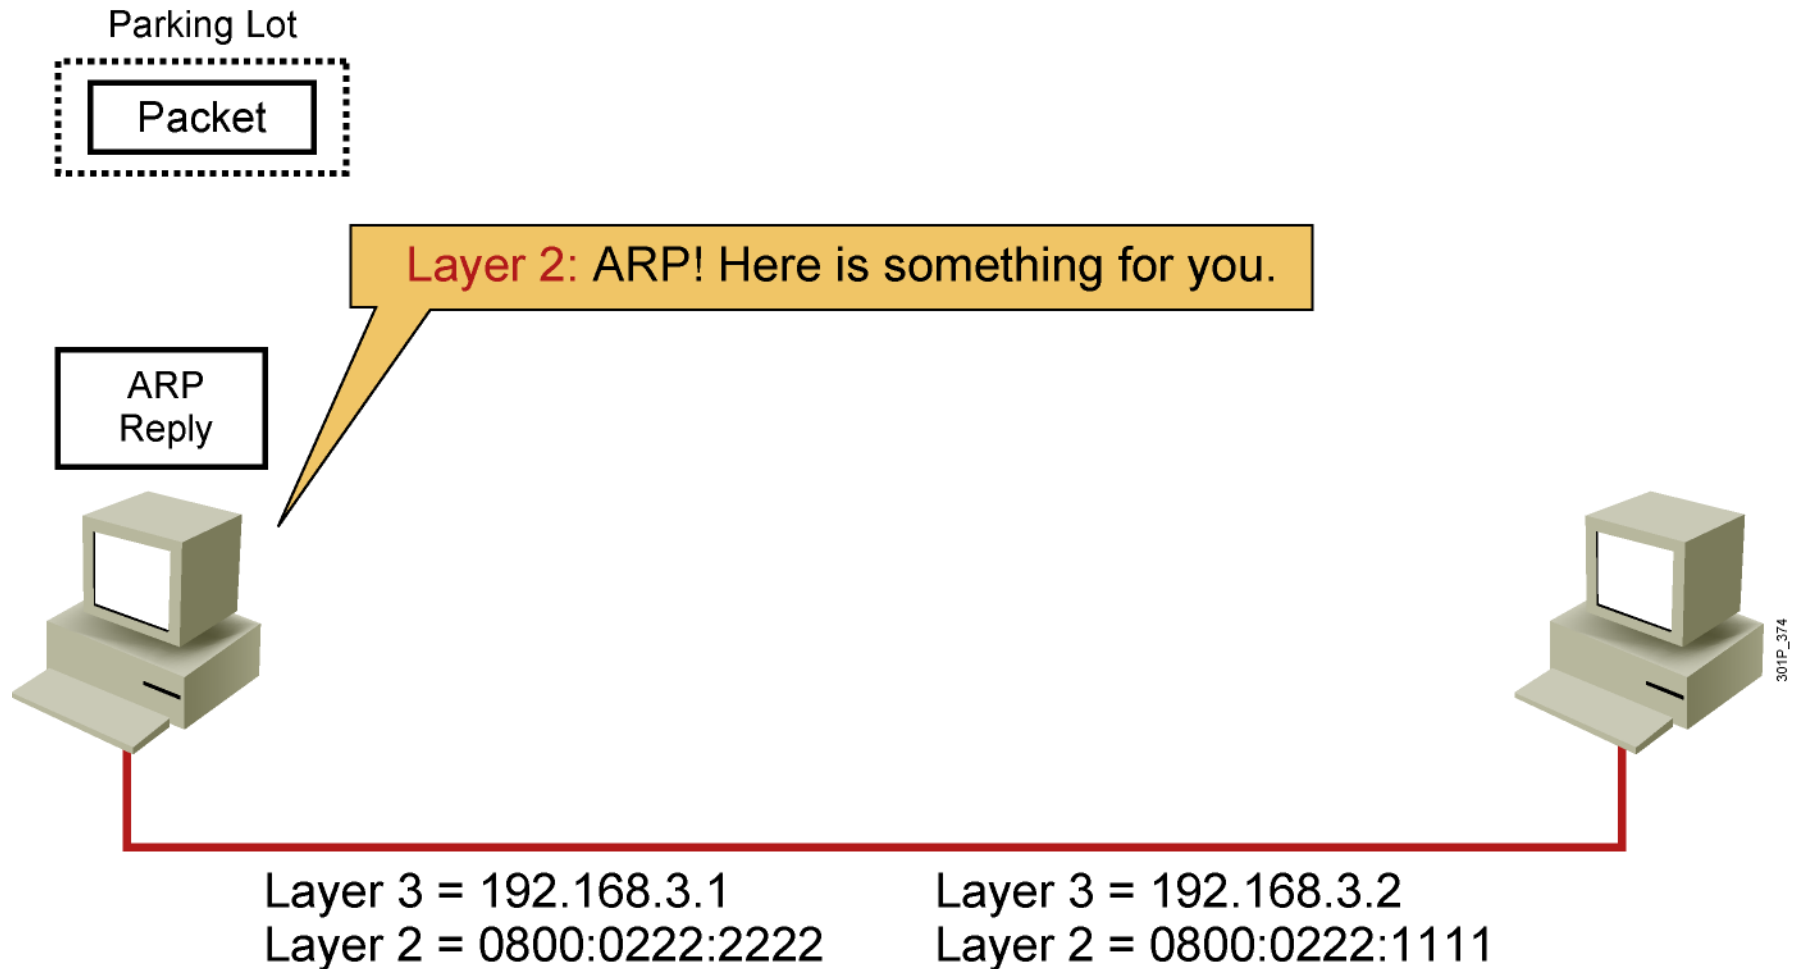 Parking Lot
Packet
Layer 2: ARP! Here is something for you.
ARP
Reply
301P_374
Layer 3 = 192.168.3.1
Layer 2 = 0800:0222:2222
Layer 3 = 192.168.3.2
Layer 2 = 0800:0222:1111